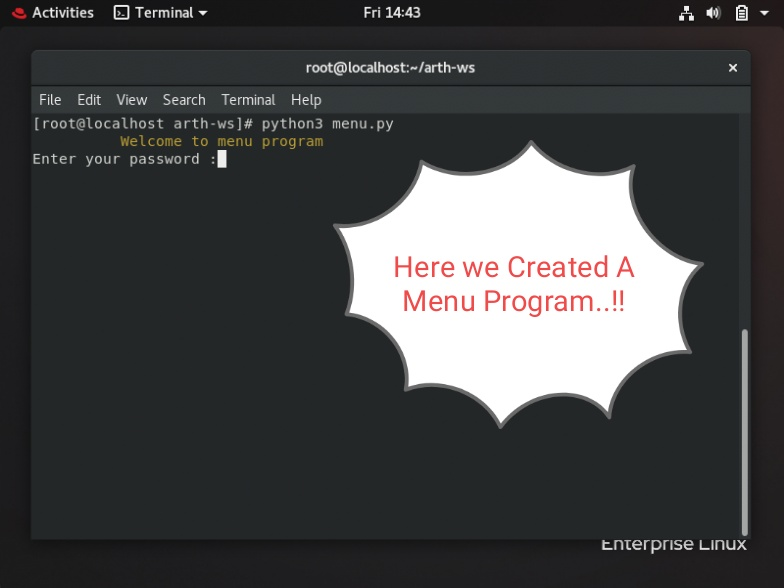 Activities Terminal Fri 14:43
root@localhost:~/arth-ws ×
File Edit View Search Terminal Help
[root@localhost arth-ws]# python3 menu.py
Welcome to menu program
Enter your password :
Here we Created A
Menu Program..!!
Enterprise Linux